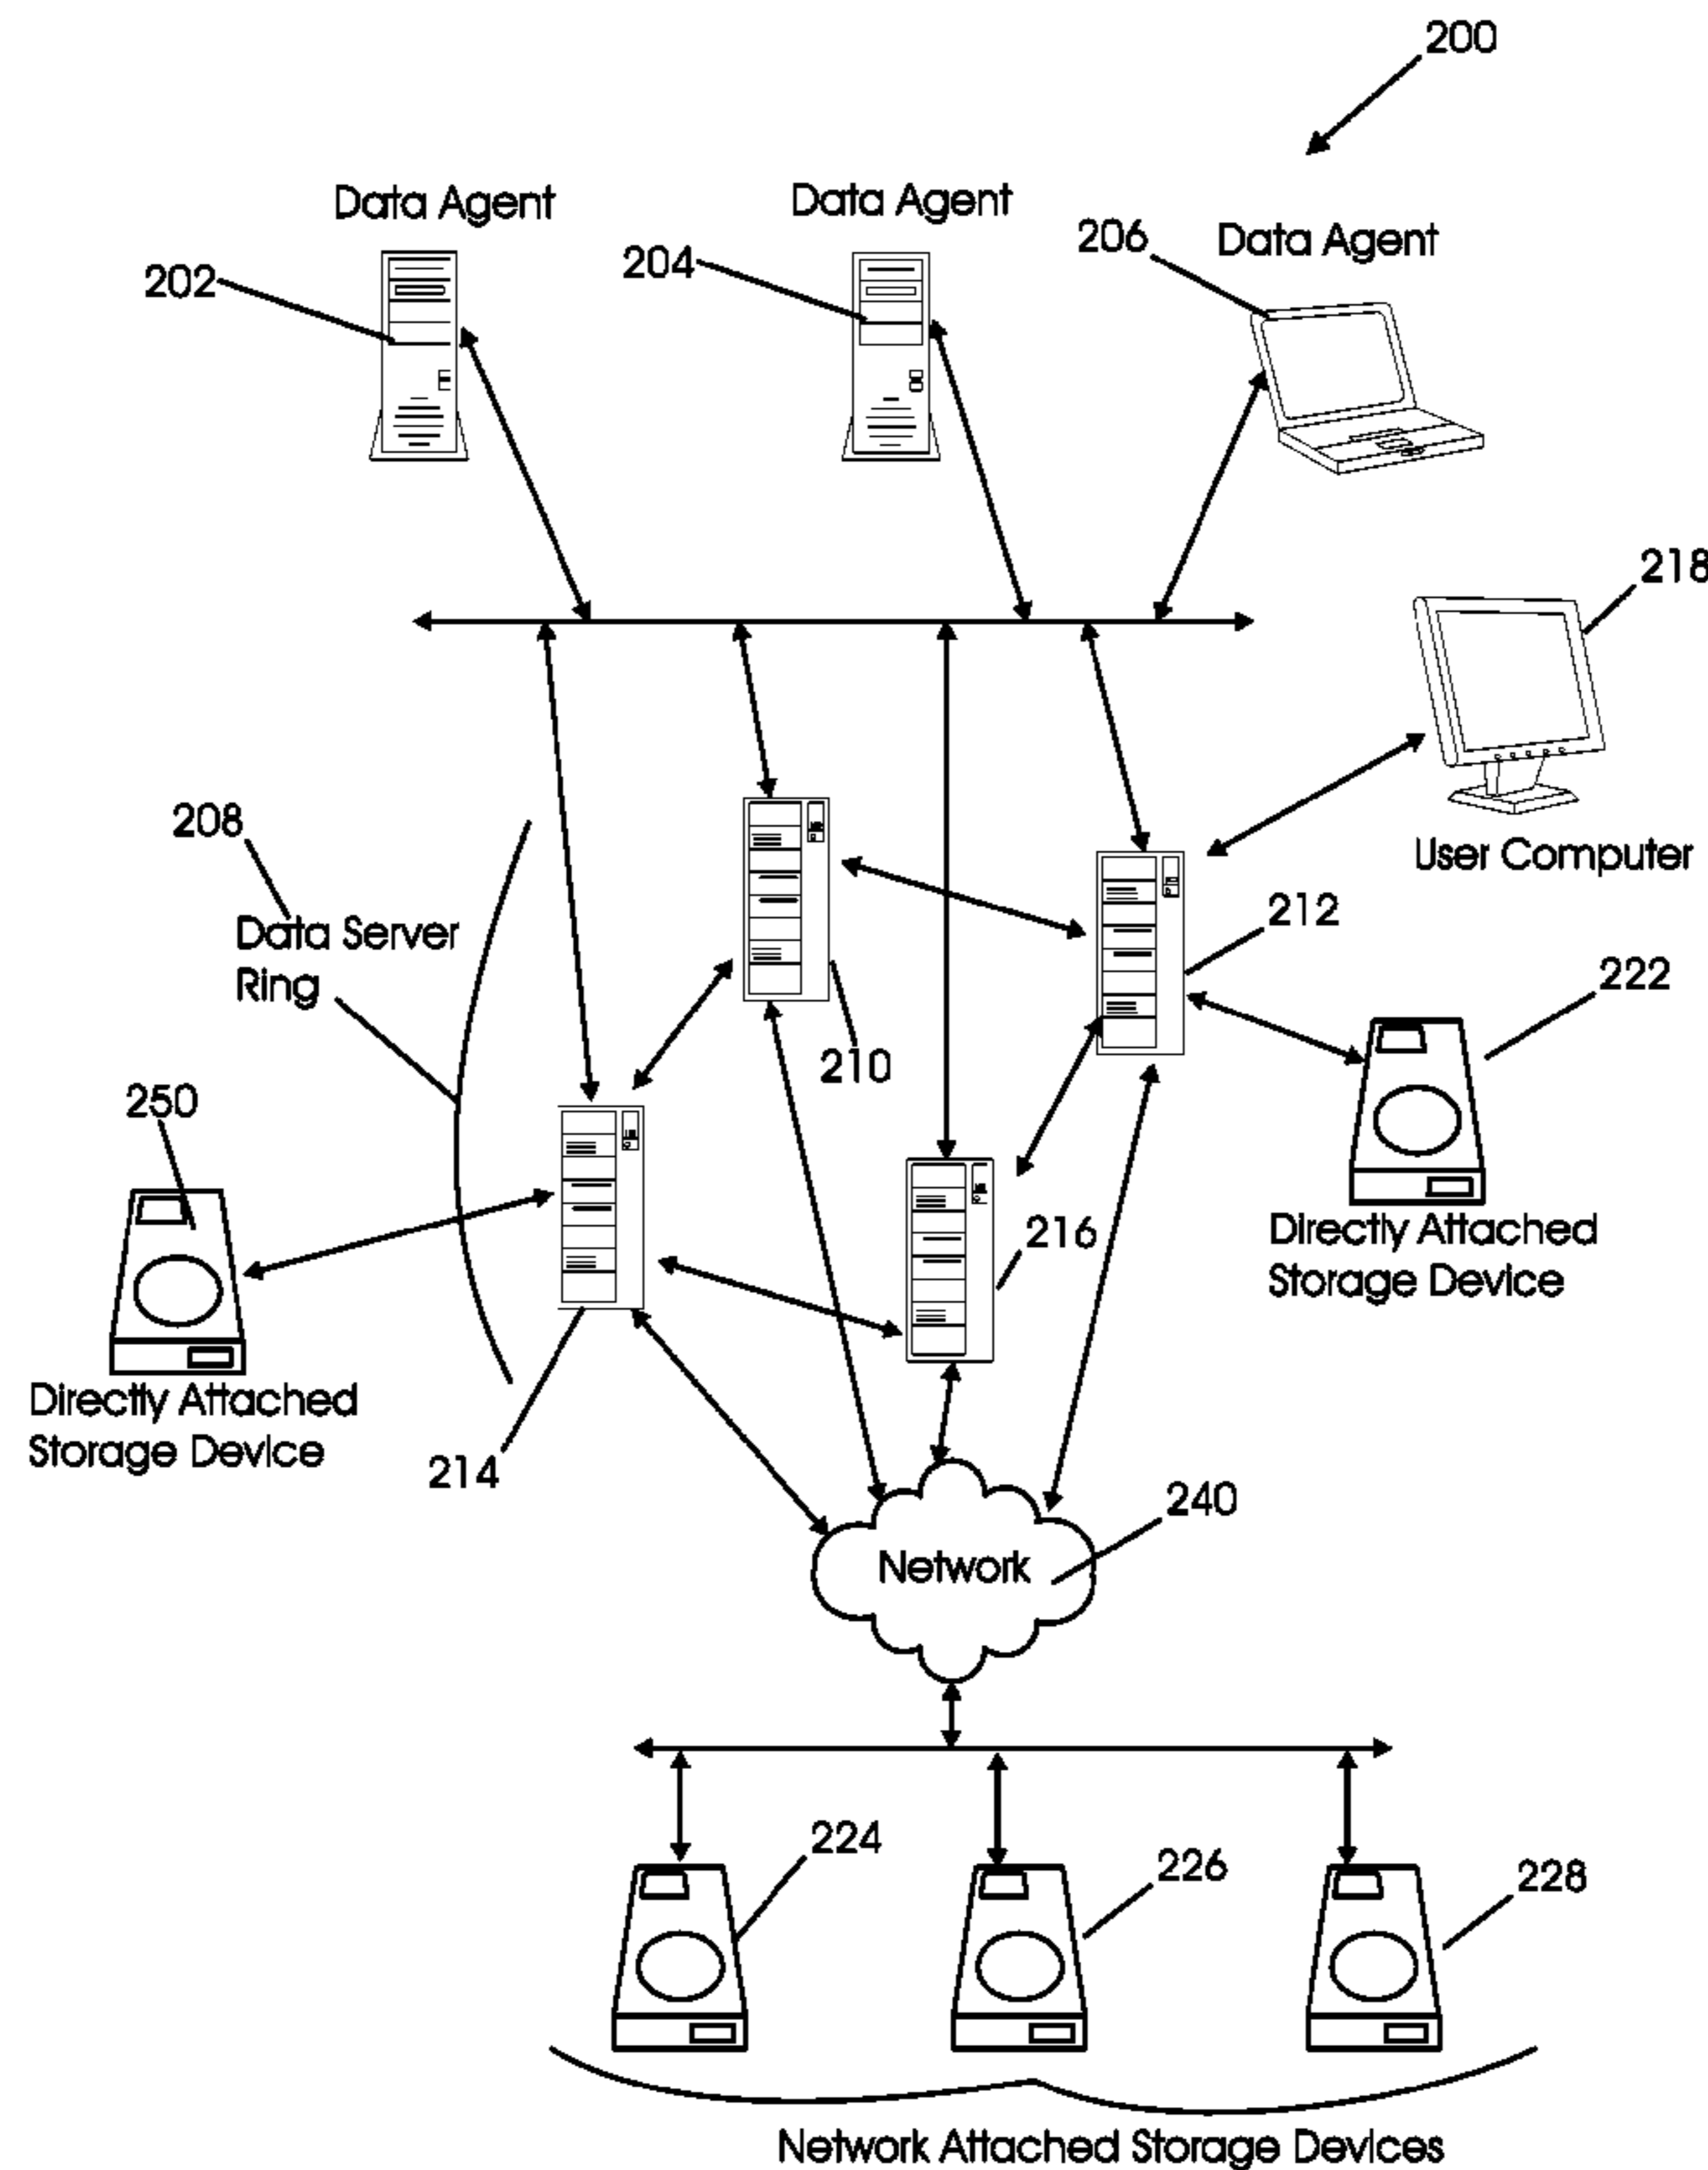 200
Data Agent
Data Agent
206
Data Agent
202
204
218
208
Data Server
Ring
User Computer
212
222
210
250
216
Directly Attached
Storage Device
Directly Attached
Storage Device
214
240
Network
224
226
228
Network Attached Storage Devices